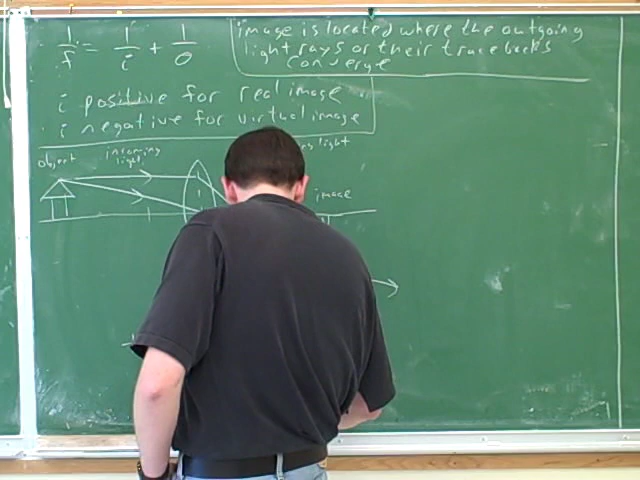 1/f = 1/i + 1/o
image is located where the outgoing
light rays or their tracebacks
converge
i positive for real image
i negative for virtual image
object
incoming
light
light
image